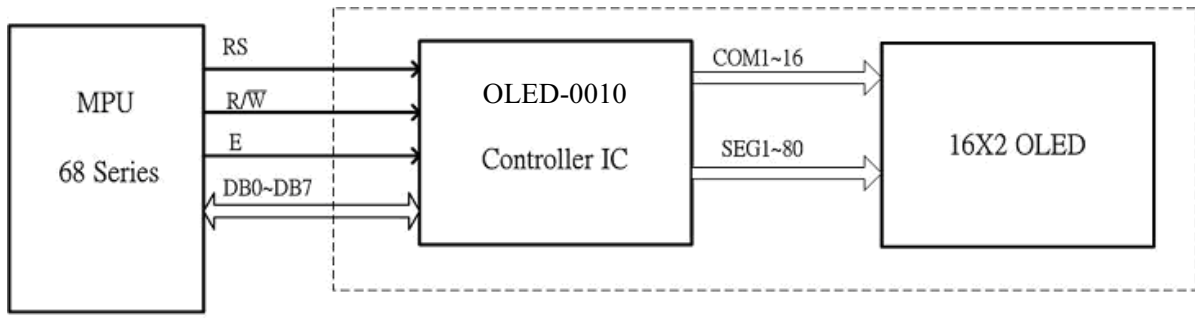 MPU
68 Series
RS
R/W̅
E
DB0~DB7
OLED-0010
Controller IC
COM1~16
SEG1~80
16X2 OLED